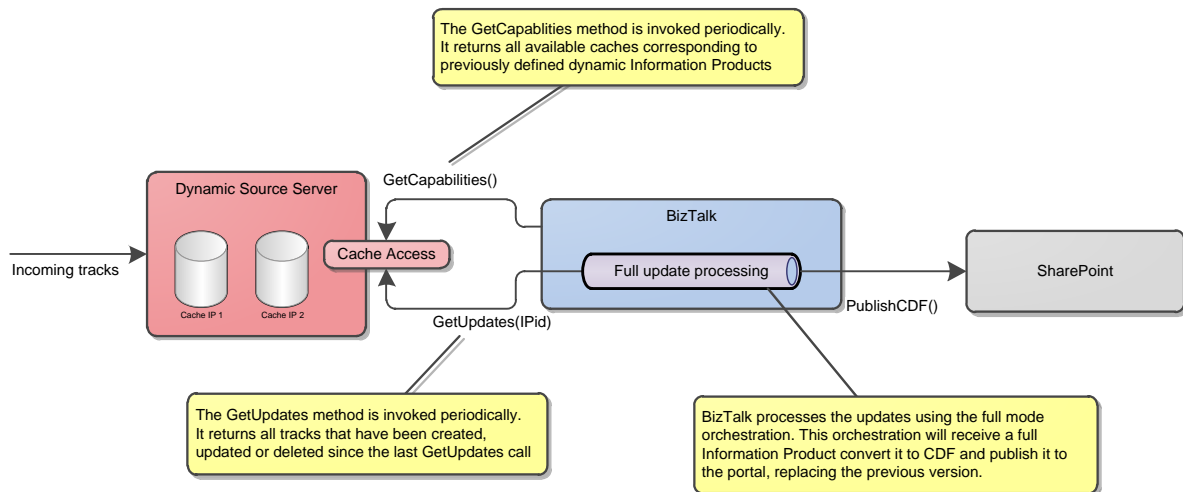 The GetCapablities method is invoked periodically.
It returns all available caches corresponding to
previously defined dynamic Information Products
GetCapabilities()
Dynamic Source Server
BizTalk
Cache Access
Incoming tracks
Full update processing
SharePoint
Cache IP 1
Cache IP 2
PublishCDF()
GetUpdates(IPid)
The GetUpdates method is invoked periodically.
It returns all tracks that have been created,
updated or deleted since the last GetUpdates call
BizTalk processes the updates using the full mode
orchestration. This orchestration will receive a full
Information Product convert it to CDF and publish it to
the portal, replacing the previous version.